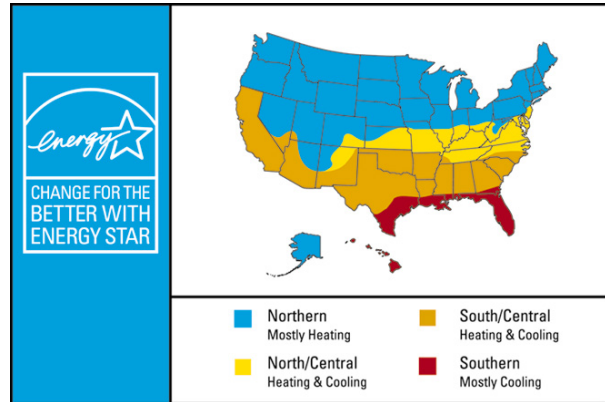 energy
CHANGE FOR THE
BETTER WITH
ENERGY STAR
Northern
Mostly Heating
North/Central
Heating & Cooling
South/Central
Heating & Cooling
Southern
Mostly Cooling